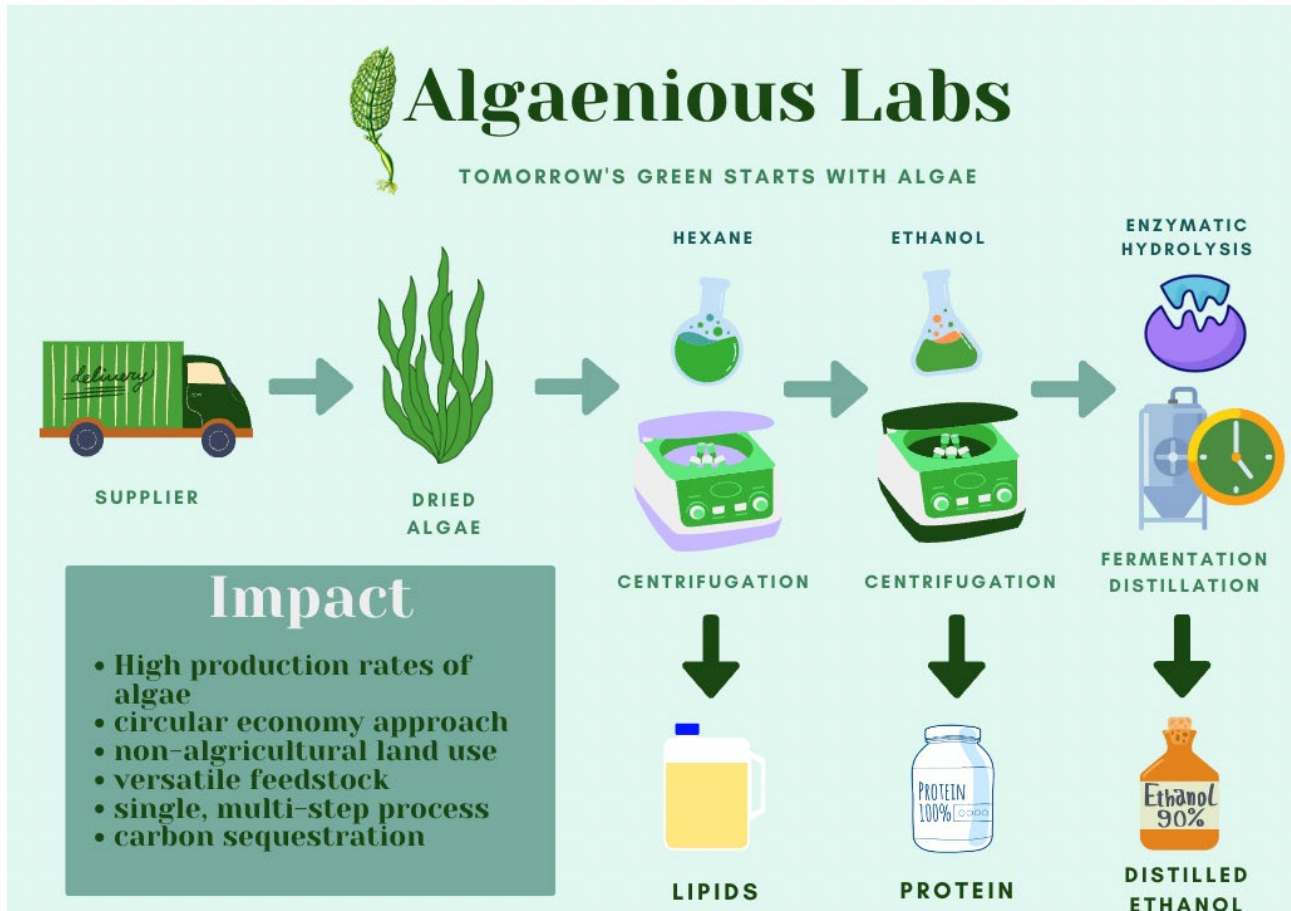 Algaenious Labs
TOMORROW'S GREEN STARTS WITH ALGAE
HEXANE
ETHANOL
ENZYMATIC
HYDROLYSIS
delivery
SUPPLIER
DRIED
ALGAE
CENTRIFUGATION
CENTRIFUGATION
FERMENTATION
DISTILLATION
Impact
• High production rates of
algae
• circular economy approach
• non-algricultural land use
• versatile feedstock
• single, multi-step process
• carbon sequestration
PROTEIN
100%
Ethanol
90%
LIPIDS
PROTEIN
DISTILLED
ETHANOL